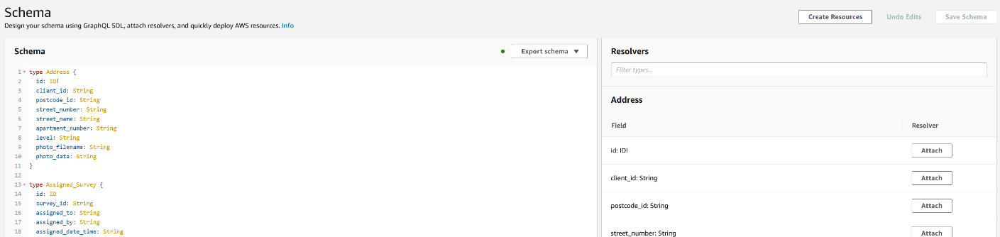 Schema
Create Resources Undo Edits Save Schema
Design your schema using GraphQL SDL, attach resolvers, and quickly deploy AWS resources. Info
Schema
Export schema
1 type Address {
2 id: ID!
3 client_id: String
4 postcode_id: String
5 street_number: String
6 street_name: String
7 apartment_number: String
8 level: String
9 photo_filename: String
10 photo_data: String
11 }
12
13 type Assigned_Survey {
14 id: ID
15 survey_id: String
16 assigned_to: String
17 assigned_by: String
18 assigned_date_time: String
Resolvers
Filter types...
Address
Field Resolver
id: ID! Attach
client_id: String Attach
postcode_id: String Attach
street_number: String Attach